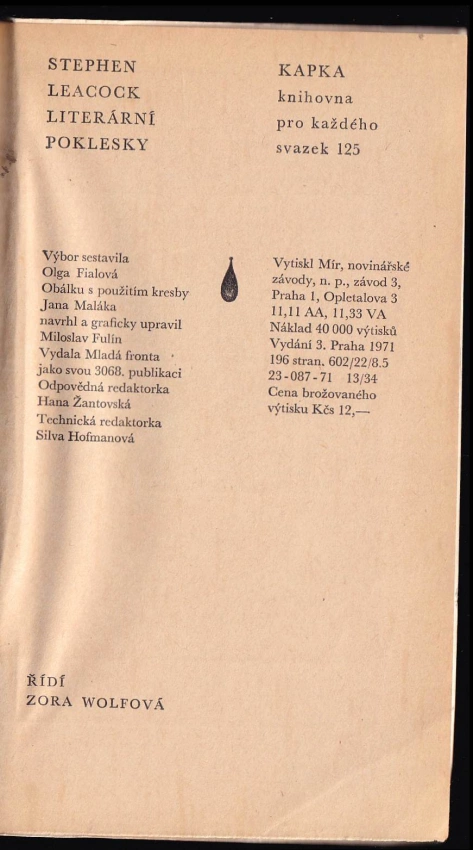 STEPHEN
LEACOCK
LITERÁRNÍ
POKLESKY
KAPKA
knihovna
pro každého
svazek 125
Výbor sestavila
Olga Fialová
Obálku s použitím kresby
Jana Maláka
navrhl a graficky upravil
Miloslav Fulín
Vydala Mladá fronta
jako svou 3068. publikaci
Odpovědná redaktorka
Hana Žantovská
Technická redaktorka
Silva Hofmanová
Vytiskl Mír, novinářské
závody, n. p., závod 3,
Praha 1, Opletalova 3
11,11 AA, 11,33 VA
Náklad 40 000 výtisků
Vydání 3. Praha 1971
196 stran. 602/22/8.5
23-087-71 13/34
Cena brožovaného
výtisku Kčs 12,—
ŘÍDÍ
ZORA WOLFOVÁ